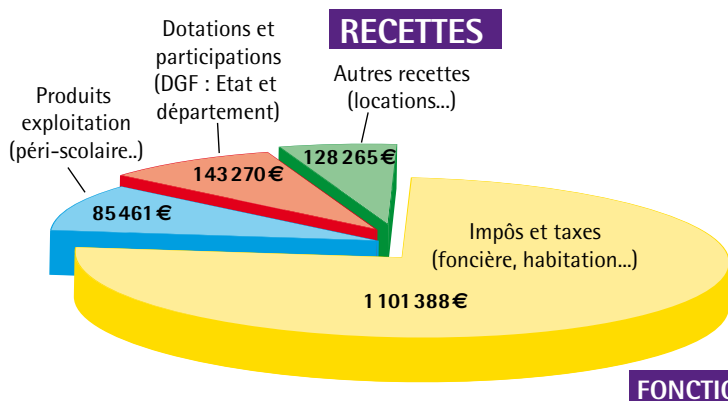 RECETTES
Dotations et
participations
(DGF : Etat et
département)
Autres recettes
(locations...)
Produits
exploitation
(péri-scolaire..)
128 265 €
143 270 €
85 461 €
Impôs et taxes
(foncière, habitation...)
1 101 388 €
FONCTIO